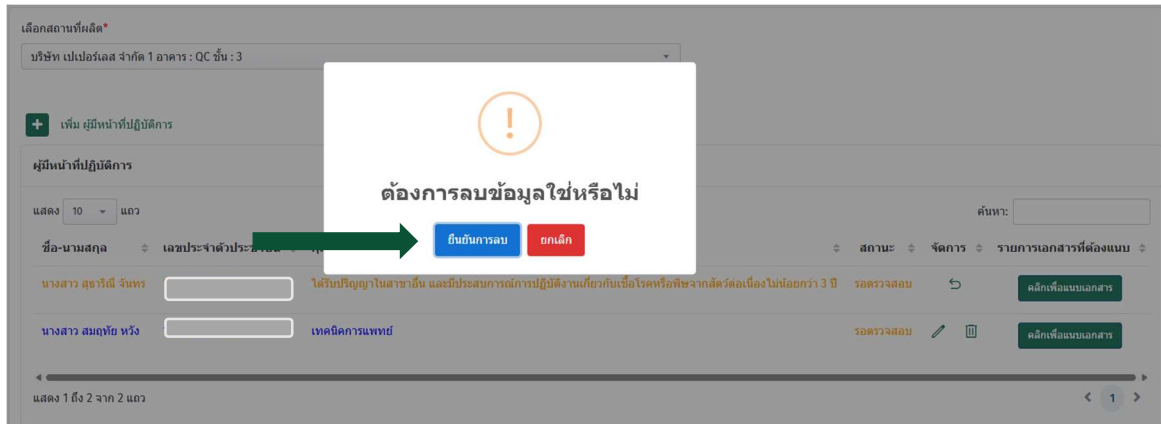 เลือกสถานที่ผลิต*
บริษัท เปเปอร์เลส จำกัด 1 อาคาร : QC ชั้น : 3
เพิ่ม ผู้มีหน้าที่ปฏิบัติการ
ผู้มีหน้าที่ปฏิบัติการ
!
ต้องการลบข้อมูลใช่หรือไม่
ยืนยันการลบ ยกเลิก
แสดง 10 แถว ค้นหา:
ชื่อ-นามสกุล เลขประจำตัวประชาชน สถานะ จัดการ รายการเอกสารที่ต้องแนบ
นางสาว สุธาริณี จันทร ได้รับปริญญาในสาขาอื่น และมีประสบการณ์การปฏิบัติงานเกี่ยวกับเชื้อโรคหรือพิษจากสัตว์ต่อเนื่องไม่น้อยกว่า 3 ปี รอตรวจสอบ คลิกเพื่อแนบเอกสาร
นางสาว สมฤทัย หวัง เทคนิคการแพทย์ รอตรวจสอบ คลิกเพื่อแนบเอกสาร
แสดง 1 ถึง 2 จาก 2 แถว 1